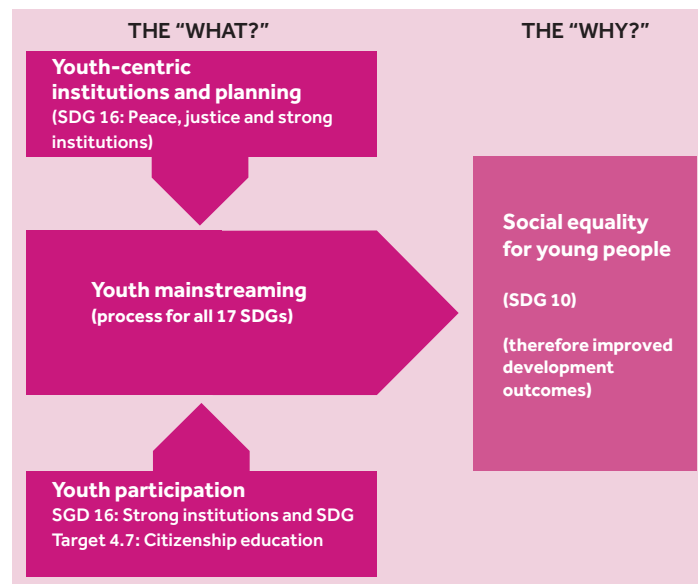 THE “WHAT?”
THE “WHY?”
Youth-centric
institutions and planning
(SDG 16: Peace, justice and strong
institutions)
Youth mainstreaming
(process for all 17 SDGs)
Social equality
for young people
(SDG 10)
(therefore improved
development
outcomes)
Youth participation
SGD 16: Strong institutions and SDG
Target 4.7: Citizenship education